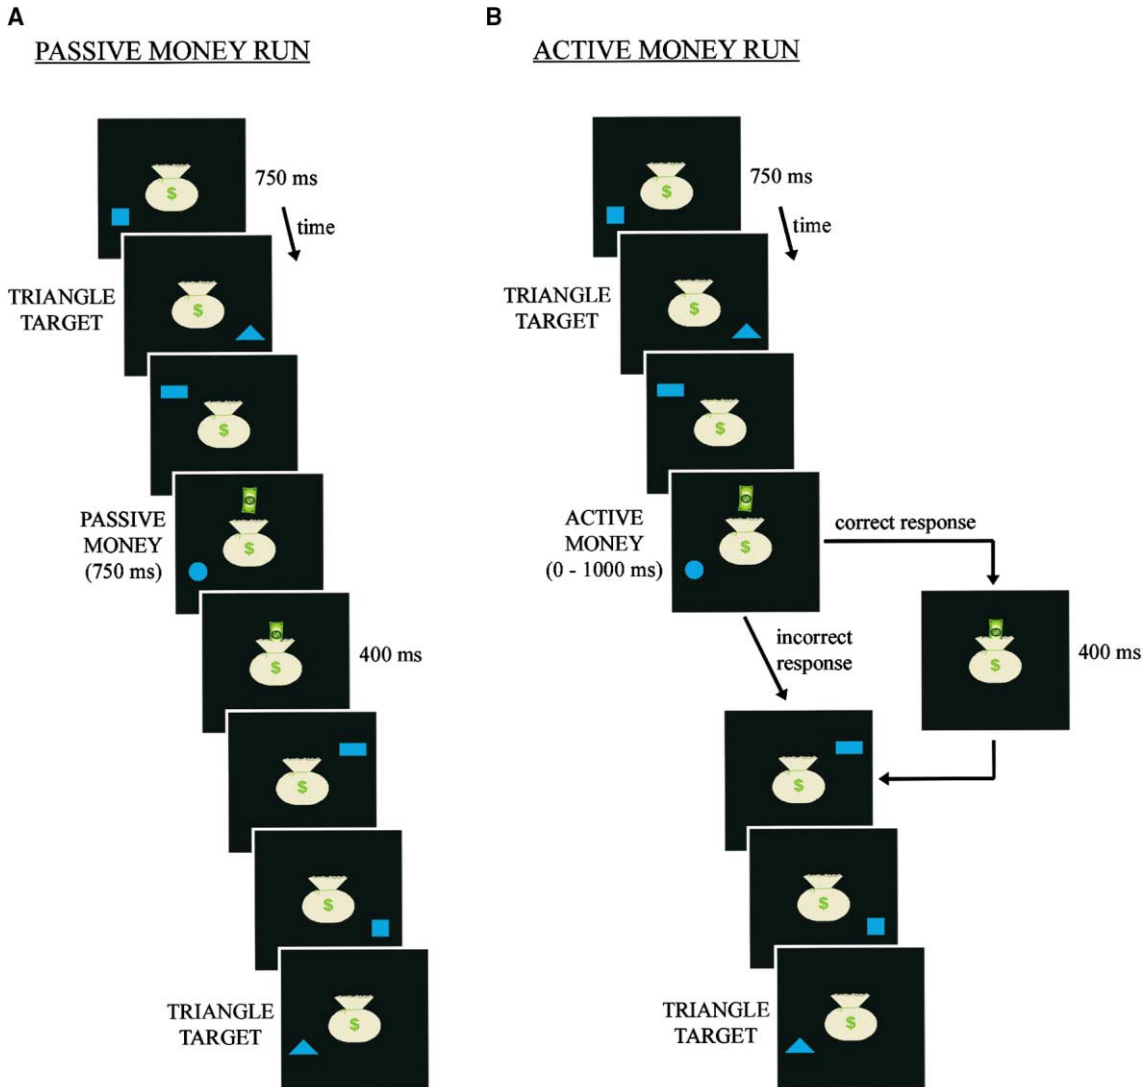 A
PASSIVE MONEY RUN
$
750 ms
time
TRIANGLE
TARGET
$
$
PASSIVE
MONEY
(750 ms)
$
$
400 ms
$
$
TRIANGLE
TARGET
$
B
ACTIVE MONEY RUN
$
750 ms
time
TRIANGLE
TARGET
$
$
ACTIVE
MONEY
(0 - 1000 ms)
$
correct response
incorrect
response
$
400 ms
$
$
TRIANGLE
TARGET
$